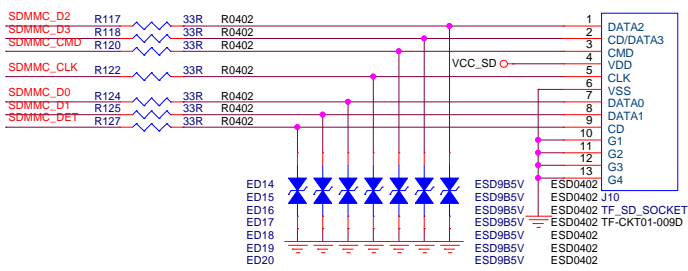 SDMMC_D2 R117 33R R0402 1 DATA2
SDMMC_D3 R118 33R R0402 2 CD/DATA3
SDMMC_CMD R120 33R R0402 3 CMD
VCC_SD 4 VDD
SDMMC_CLK R122 33R R0402 5 CLK
6 VSS
SDMMC_D0 R124 33R R0402 7 DATA0
SDMMC_D1 R125 33R R0402 8 DATA1
SDMMC_DET R127 33R R0402 9 CD
10 G1
11 G2
12 G3
13 G4
ED14 ESD9B5V ESD0402
ED15 ESD9B5V ESD0402 J10
ED16 ESD9B5V ESD0402 TF_SD_SOCKET
ED17 ESD9B5V ESD0402 TF-CKT01-009D
ED18 ESD9B5V ESD0402
ED19 ESD9B5V ESD0402
ED20 ESD9B5V ESD0402